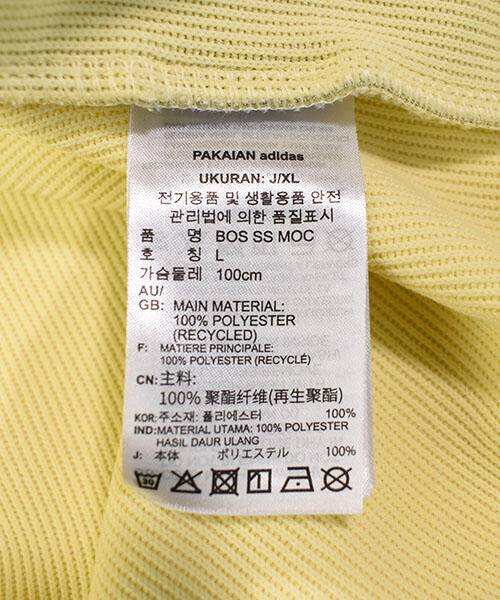 PAKAIAN adidas
UKURAN: J/XL
전기용품 및 생활용품 안전
관리법에 의한 품질표시
품 명 BOS SS MOC
호 칭 L
가슴둘레 100cm
AU/
GB: MAIN MATERIAL:
100% POLYESTER
(RECYCLED)
F: MATIERE PRINCIPALE:
100% POLYESTER (RECYCLÉ)
CN: 主料:
100% 聚酯纤维(再生聚酯)
KOR: 주소재: 폴리에스터 100%
IND: MATERIAL UTAMA: 100% POLYESTER
HASIL DAUR ULANG
J: 本体 ポリエステル 100%
30